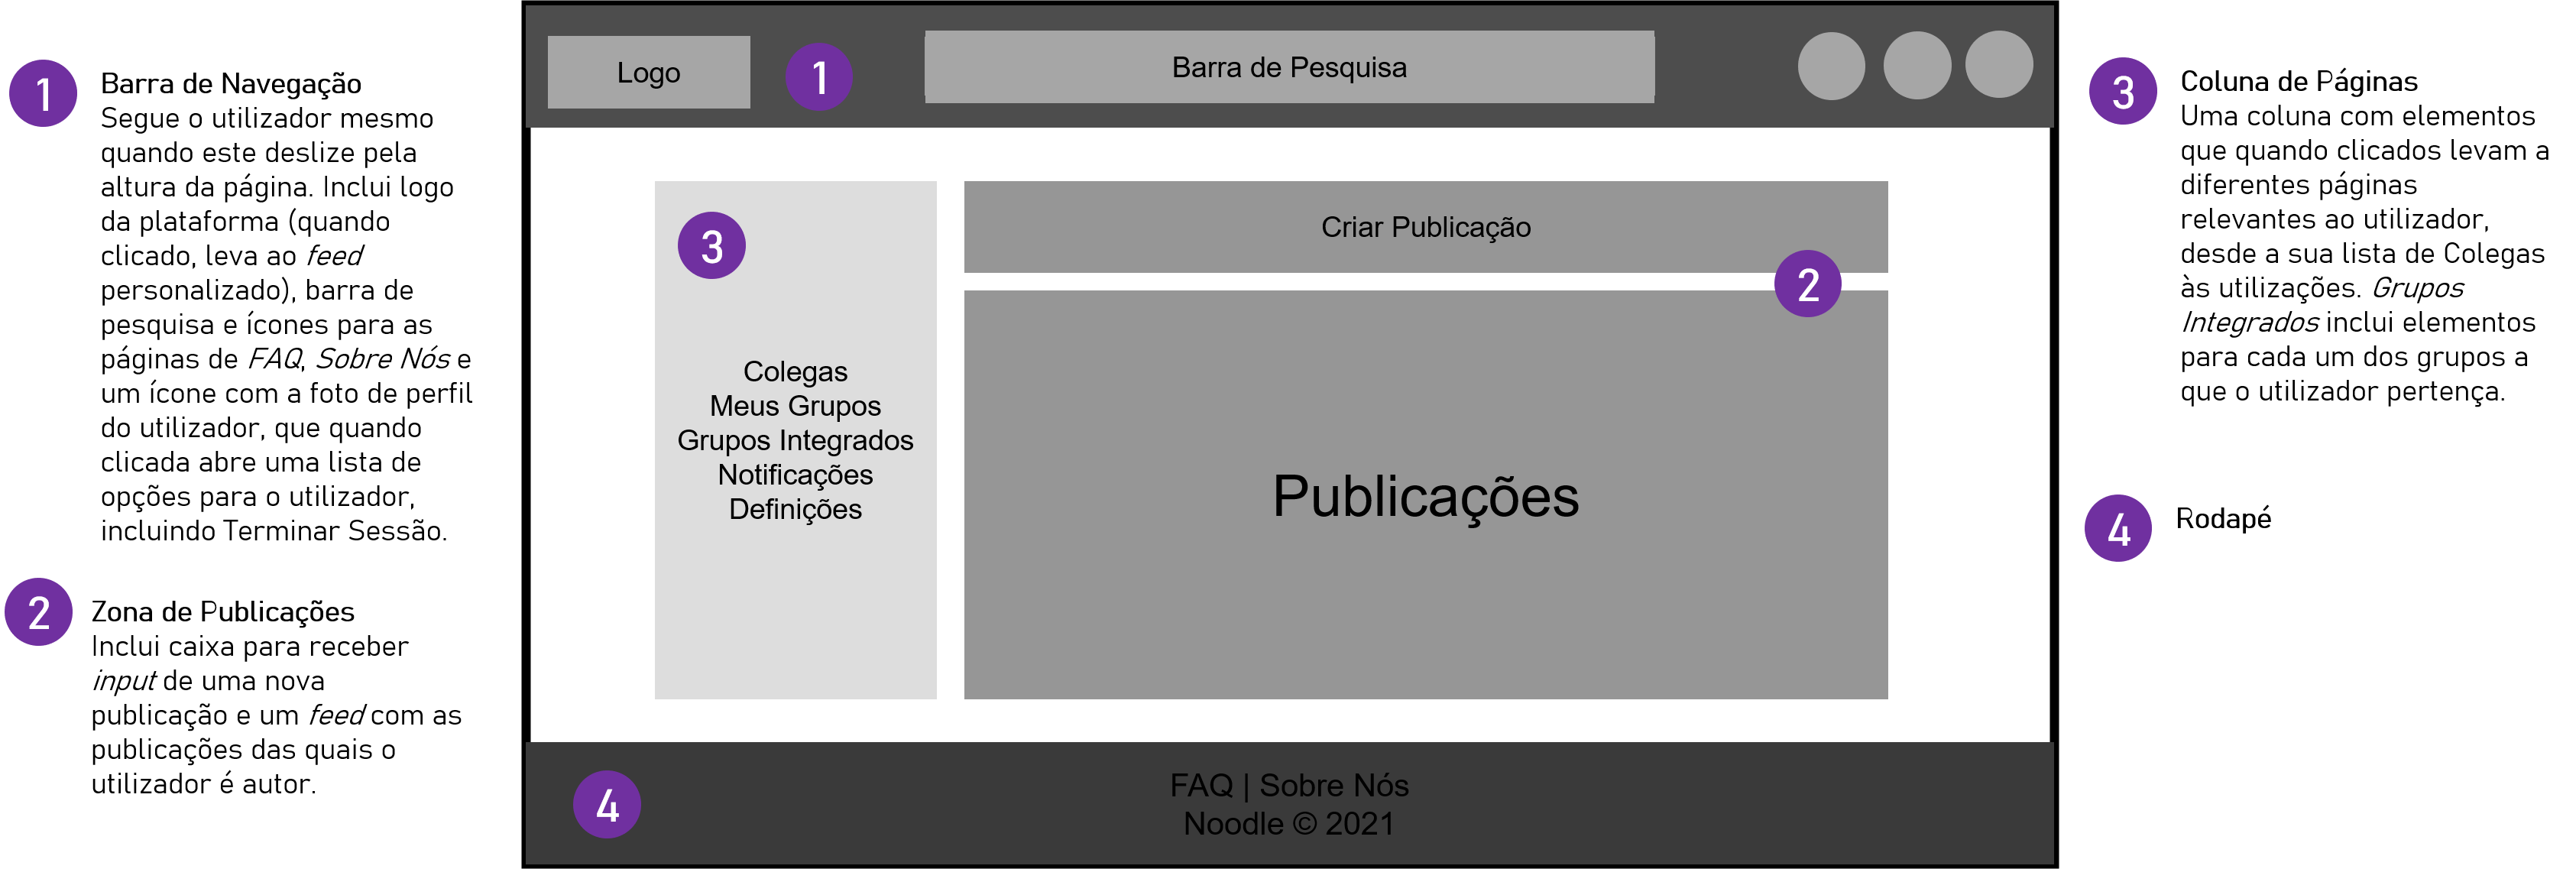 1
Barra de Navegação
Segue o utilizador mesmo
quando este deslize pela
altura da página. Inclui logo
da plataforma (quando
clicado, leva ao feed
personalizado), barra de
pesquisa e ícones para as
páginas de FAQ, Sobre Nós e
um ícone com a foto de perfil
do utilizador, que quando
clicada abre uma lista de
opções para o utilizador,
incluindo Terminar Sessão.
2
Zona de Publicações
Inclui caixa para receber
input de uma nova
publicação e um feed com as
publicações das quais o
utilizador é autor.
Logo
1
Barra de Pesquisa
3
Colegas
Meus Grupos
Grupos Integrados
Notificações
Definições
Criar Publicação
2
Publicações
4
FAQ | Sobre Nós
Noodle © 2021
3
Coluna de Páginas
Uma coluna com elementos
que quando clicados levam a
diferentes páginas
relevantes ao utilizador,
desde a sua lista de Colegas
às utilizações. Grupos
Integrados inclui elementos
para cada um dos grupos a
que o utilizador pertença.
4
Rodapé